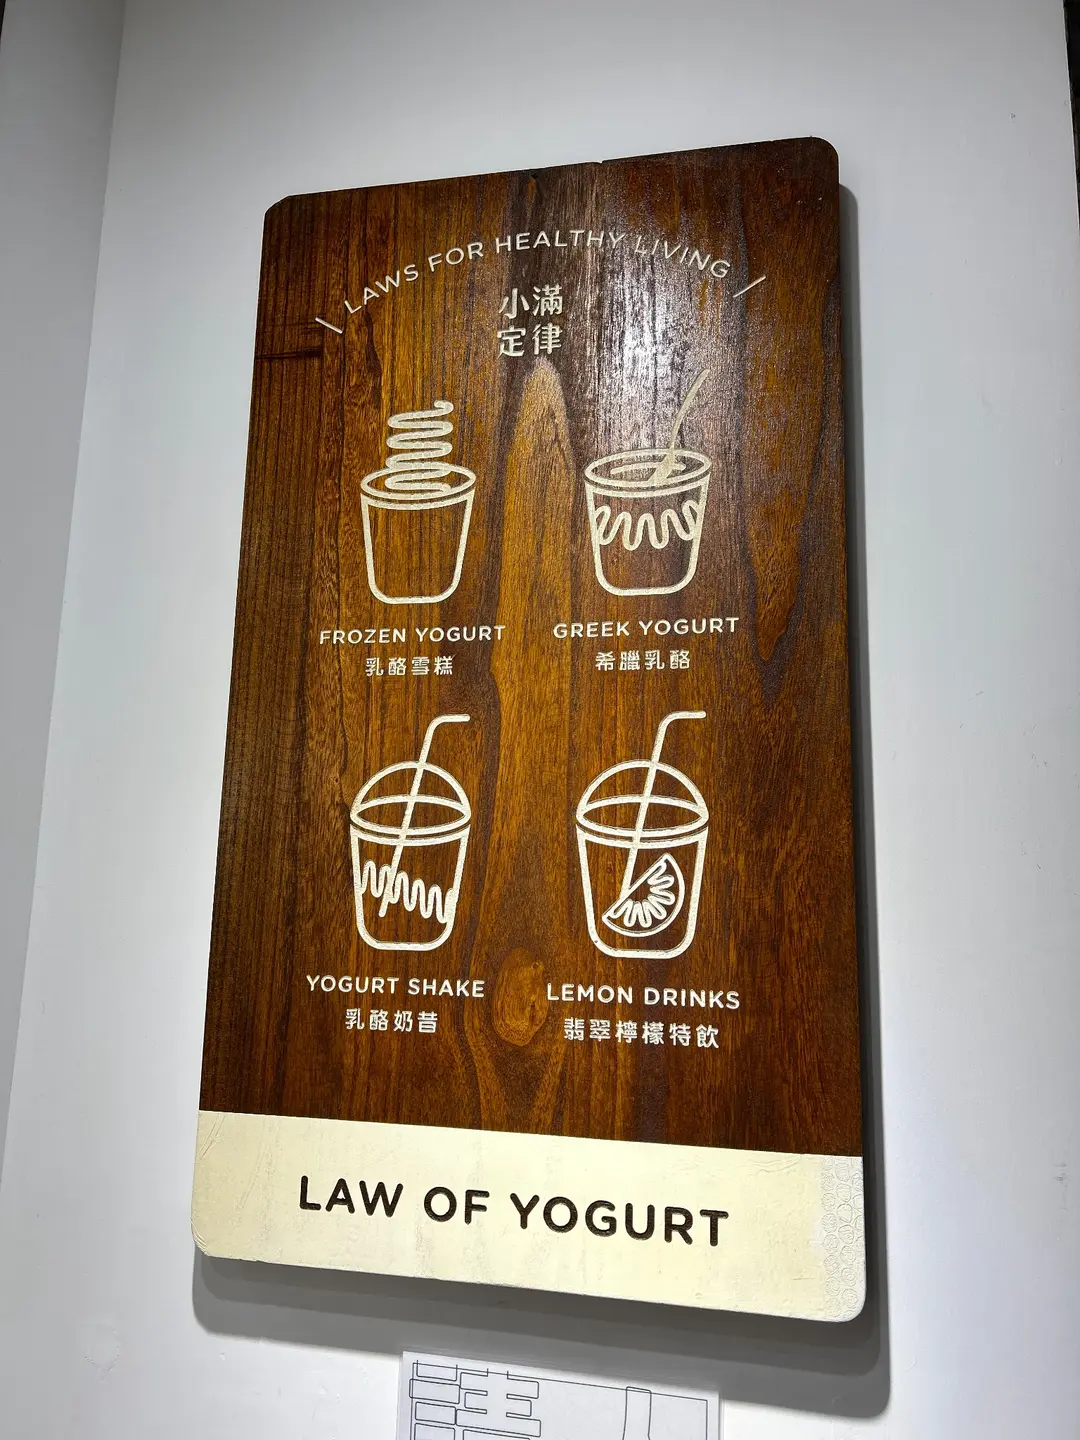 LAWS FOR HEALTHY LIVING
小滿
定律
FROZEN YOGURT
乳酪雪糕
GREEK YOGURT
希臘乳酪
YOGURT SHAKE
乳酪奶昔
LEMON DRINKS
翡翠檸檬特飲
LAW OF YOGURT